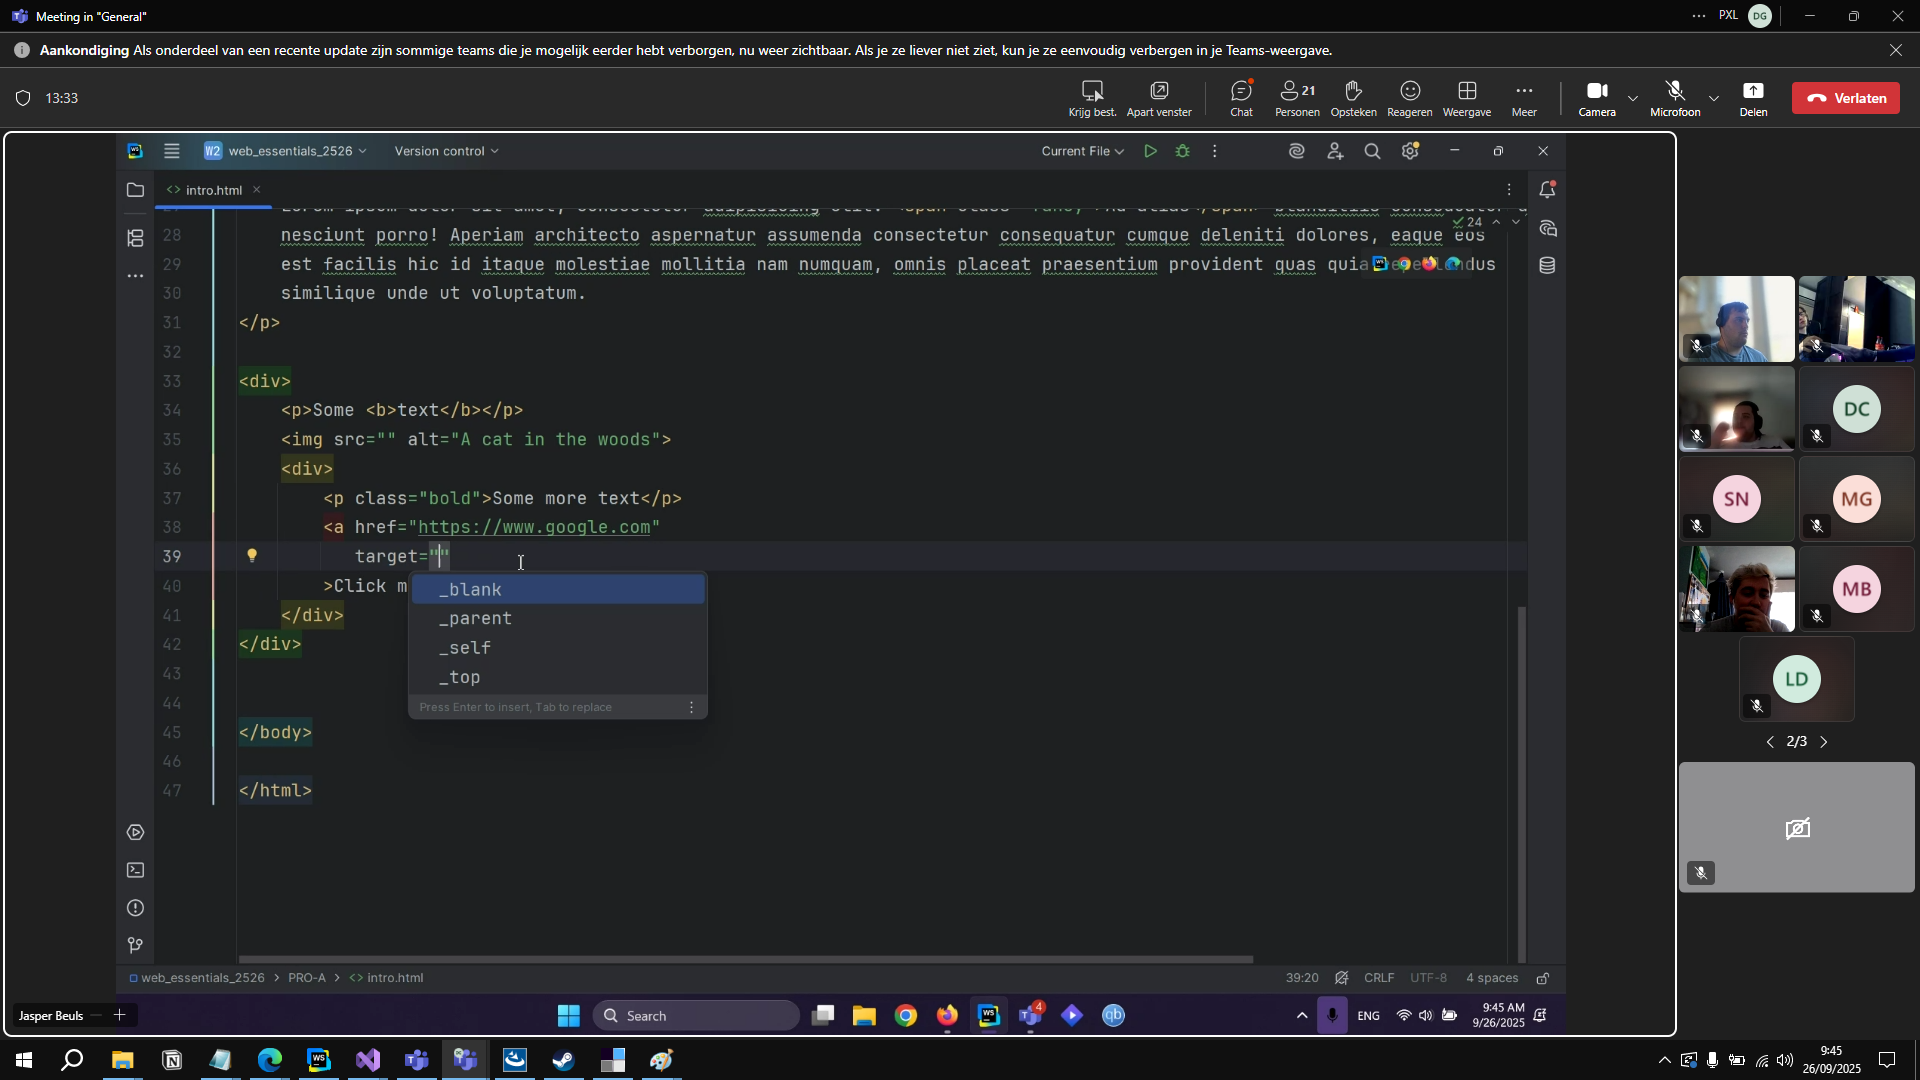 Meeting in "General"
PXL DG
Aankondiging Als onderdeel van een recente update zijn sommige teams die je mogelijk eerder hebt verborgen, nu weer zichtbaar. Als je ze liever niet ziet, kun je ze eenvoudig verbergen in je Teams-weergave.
13:33
Krijg best. Apart venster Chat 21 Personen Opsteken Reageren Weergave Meer Camera Microfoon Delen Verlaten
WS W2 web_essentials_2526 Version control Current File
intro.html
24
28 nesciunt porro! Aperiam architecto aspernatur assumenda consectetur consequatur cumque deleniti dolores, eaque eos
29 est facilis hic id itaque molestiae mollitia nam numquam, omnis placeat praesentium provident quas quia
30 similique unde ut voluptatum.
31 </p>
32
33 <div>
34 <p>Some <b>text</b></p>
35 <img src="" alt="A cat in the woods">
36 <div>
37 <p class="bold">Some more text</p>
38 <a href="https://www.google.com"
39 target=""
40 >Click m
_blank
_parent
_self
_top
Press Enter to insert, Tab to replace
41 </div>
42 </div>
43
44
45 </body>
46
47 </html>
DC
SN
MG
MB
LD
2/3
web_essentials_2526 > PRO-A > <> intro.html 39:20 CRLF UTF-8 4 spaces
Jasper Beuls
Search
WS
4
qb
ENG
9:45 AM
9/26/2025
WS
9:45
26/09/2025